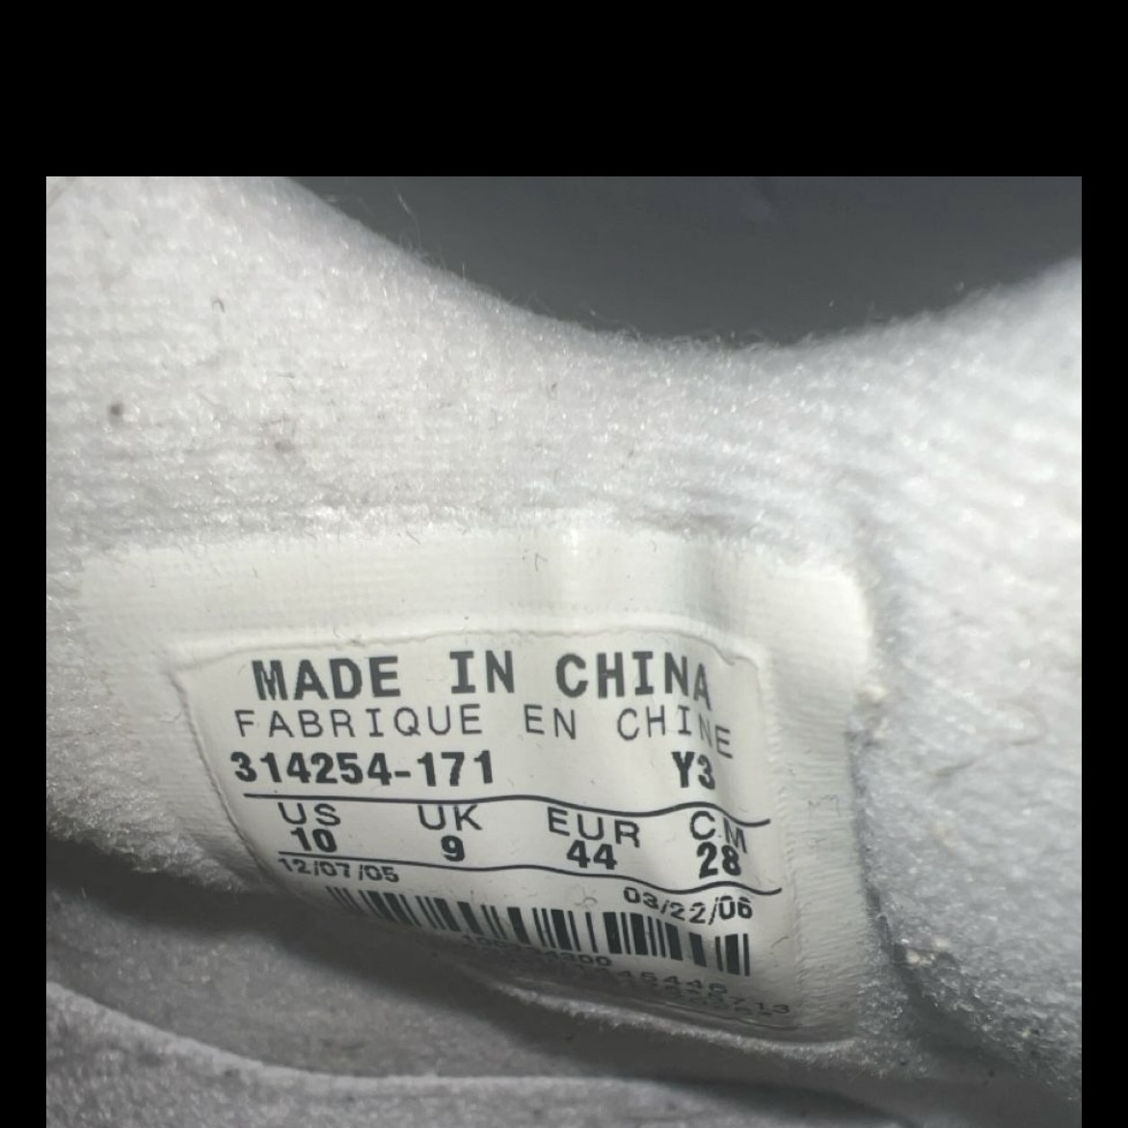 MADE IN CHINA
FABRIQUE EN CHINE
314254-171 Y3
US UK EUR CM
10 9 44 28
12/07/05 03/22/06